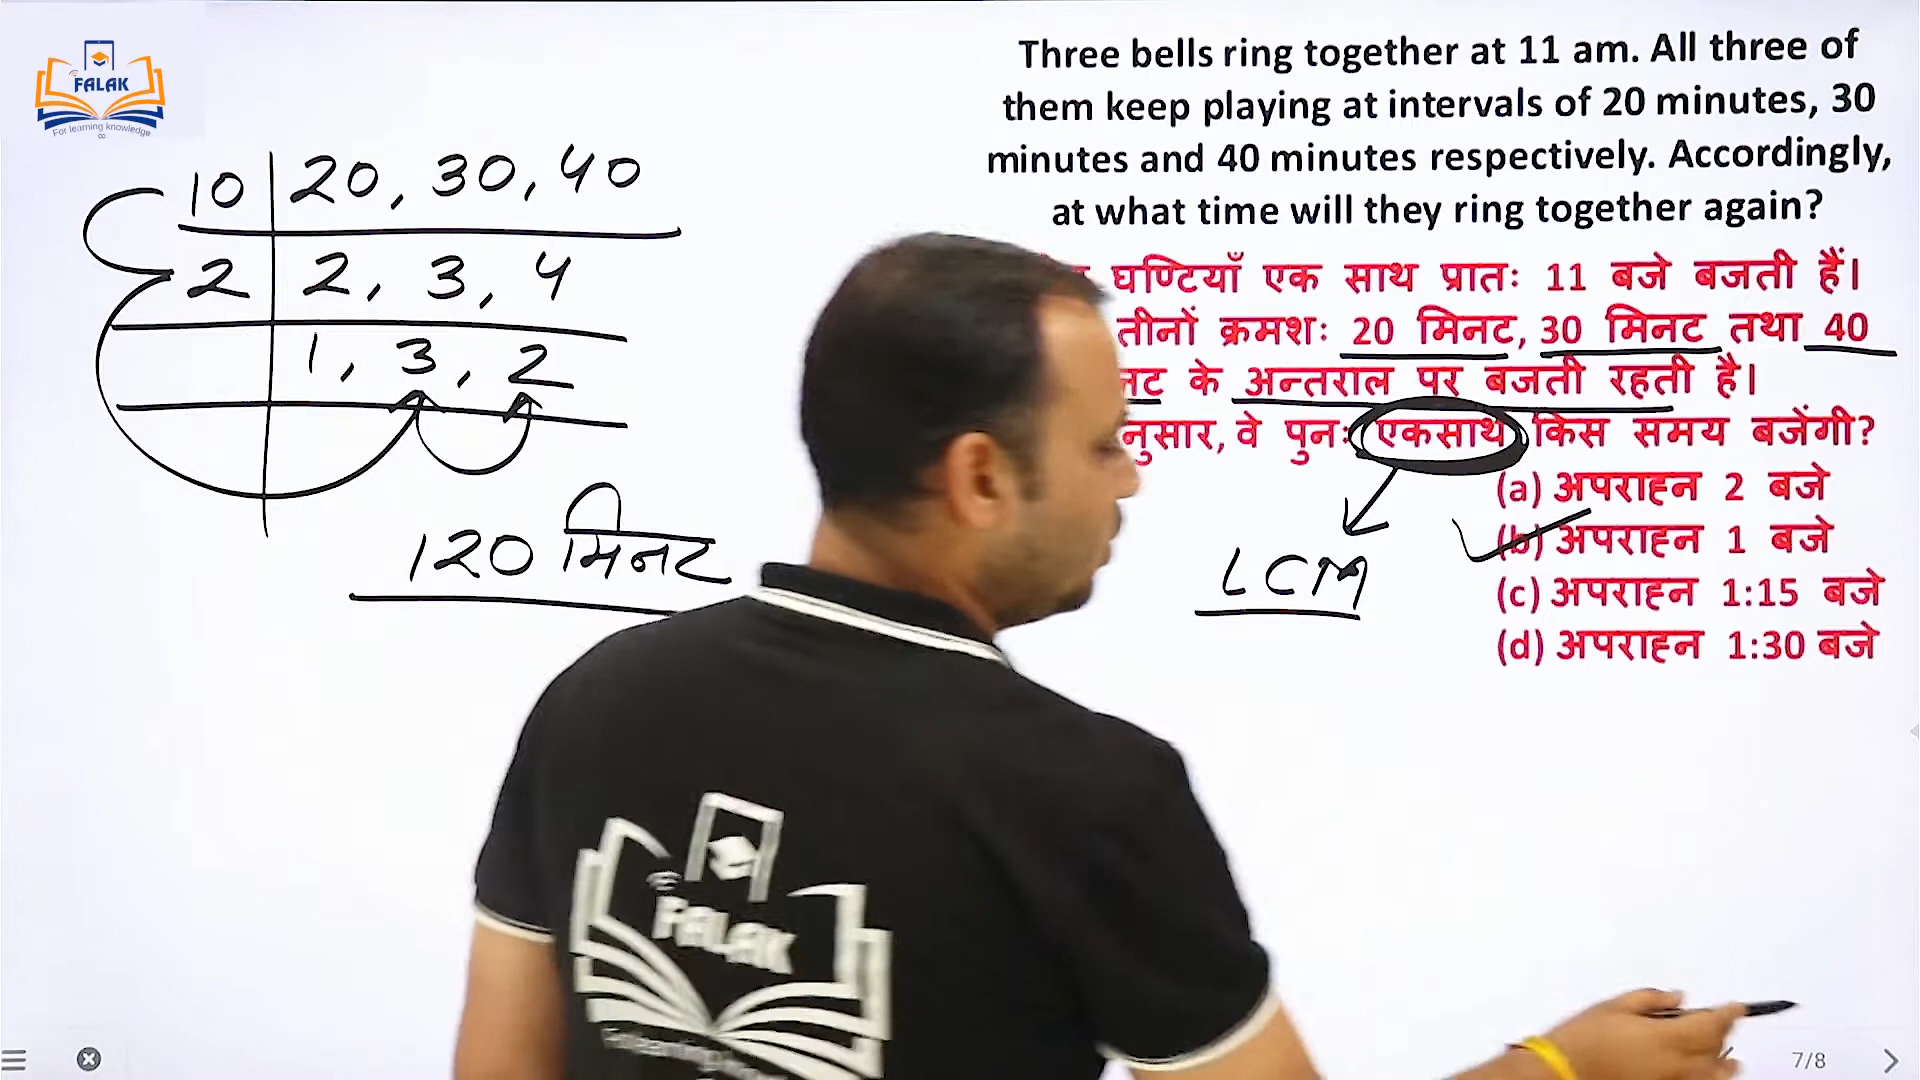 FALAK
For learning knowledge
Three bells ring together at 11 am. All three of
them keep playing at intervals of 20 minutes, 30
minutes and 40 minutes respectively. Accordingly,
at what time will they ring together again?
घण्टियाँ एक साथ प्रातः 11 बजे बजती हैं।
तीनों क्रमशः 20 मिनट, 30 मिनट तथा 40
के अन्तराल पर बजती रहती है।
वे पुनः एकसाथ किस समय बजेंगी?
(a) अपराह्न 2 बजे
(b) अपराह्न 1 बजे
(c) अपराह्न 1:15 बजे
(d) अपराह्न 1:30 बजे
LCM
10 20, 30, 40
2 2, 3, 4
1, 3, 2
120 मिनट
FALAK
7/8